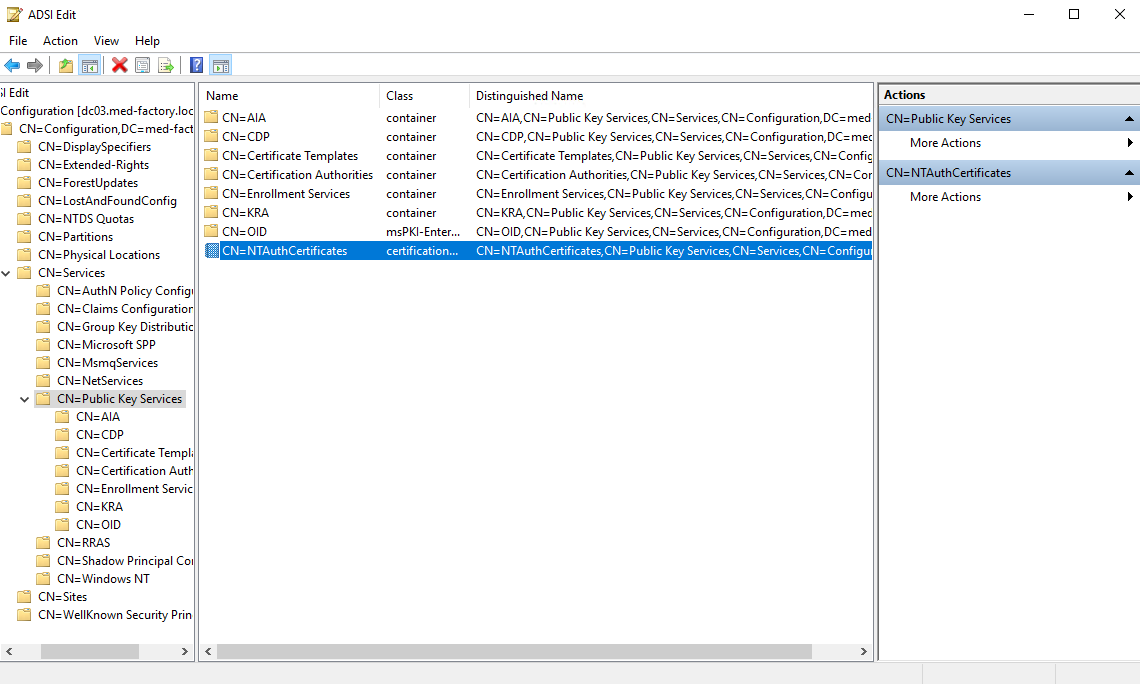 ADSI Edit
File Action View Help
SI Edit
Configuration [dc03.med-factory.loc
CN=Configuration,DC=med-fact
CN=DisplaySpecifiers
CN=Extended-Rights
CN=ForestUpdates
CN=LostAndFoundConfig
CN=NTDS Quotas
CN=Partitions
CN=Physical Locations
CN=Services
CN=AuthN Policy Configu
CN=Claims Configuration
CN=Group Key Distributic
CN=Microsoft SPP
CN=MsmqServices
CN=NetServices
CN=Public Key Services
CN=AIA
CN=CDP
CN=Certificate Templa
CN=Certification Auth
CN=Enrollment Servic
CN=KRA
CN=OID
CN=RRAS
CN=Shadow Principal Co
CN=Windows NT
CN=Sites
CN=WellKnown Security Prin
Name Class Distinguished Name
CN=AIA container CN=AIA,CN=Public Key Services,CN=Services,CN=Configuration,DC=med
CN=CDP container CN=CDP,CN=Public Key Services,CN=Services,CN=Configuration,DC=med
CN=Certificate Templates container CN=Certificate Templates,CN=Public Key Services,CN=Services,CN=Config
CN=Certification Authorities container CN=Certification Authorities,CN=Public Key Services,CN=Services,CN=Cor
CN=Enrollment Services container CN=Enrollment Services,CN=Public Key Services,CN=Services,CN=Configu
CN=KRA container CN=KRA,CN=Public Key Services,CN=Services,CN=Configuration,DC=med
CN=OID msPKI-Enter... CN=OID,CN=Public Key Services,CN=Services,CN=Configuration,DC=med
CN=NTAuthCertificates certification... CN=NTAuthCertificates,CN=Public Key Services,CN=Services,CN=Configu
Actions
CN=Public Key Services
More Actions
CN=NTAuthCertificates
More Actions